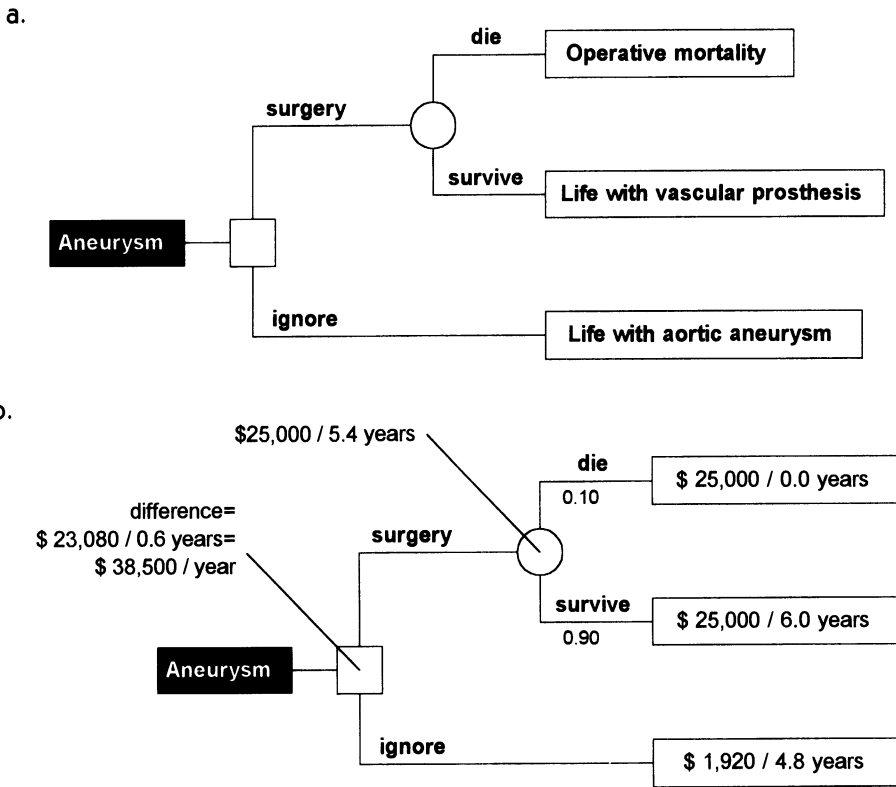 a.
die
Operative mortality
surgery
survive
Life with vascular prosthesis
Aneurysm
ignore
Life with aortic aneurysm
b.
$25,000 / 5.4 years
die
0.10
$ 25,000 / 0.0 years
difference=
$ 23,080 / 0.6 years=
$ 38,500 / year
surgery
survive
0.90
$ 25,000 / 6.0 years
Aneurysm
ignore
$ 1,920 / 4.8 years